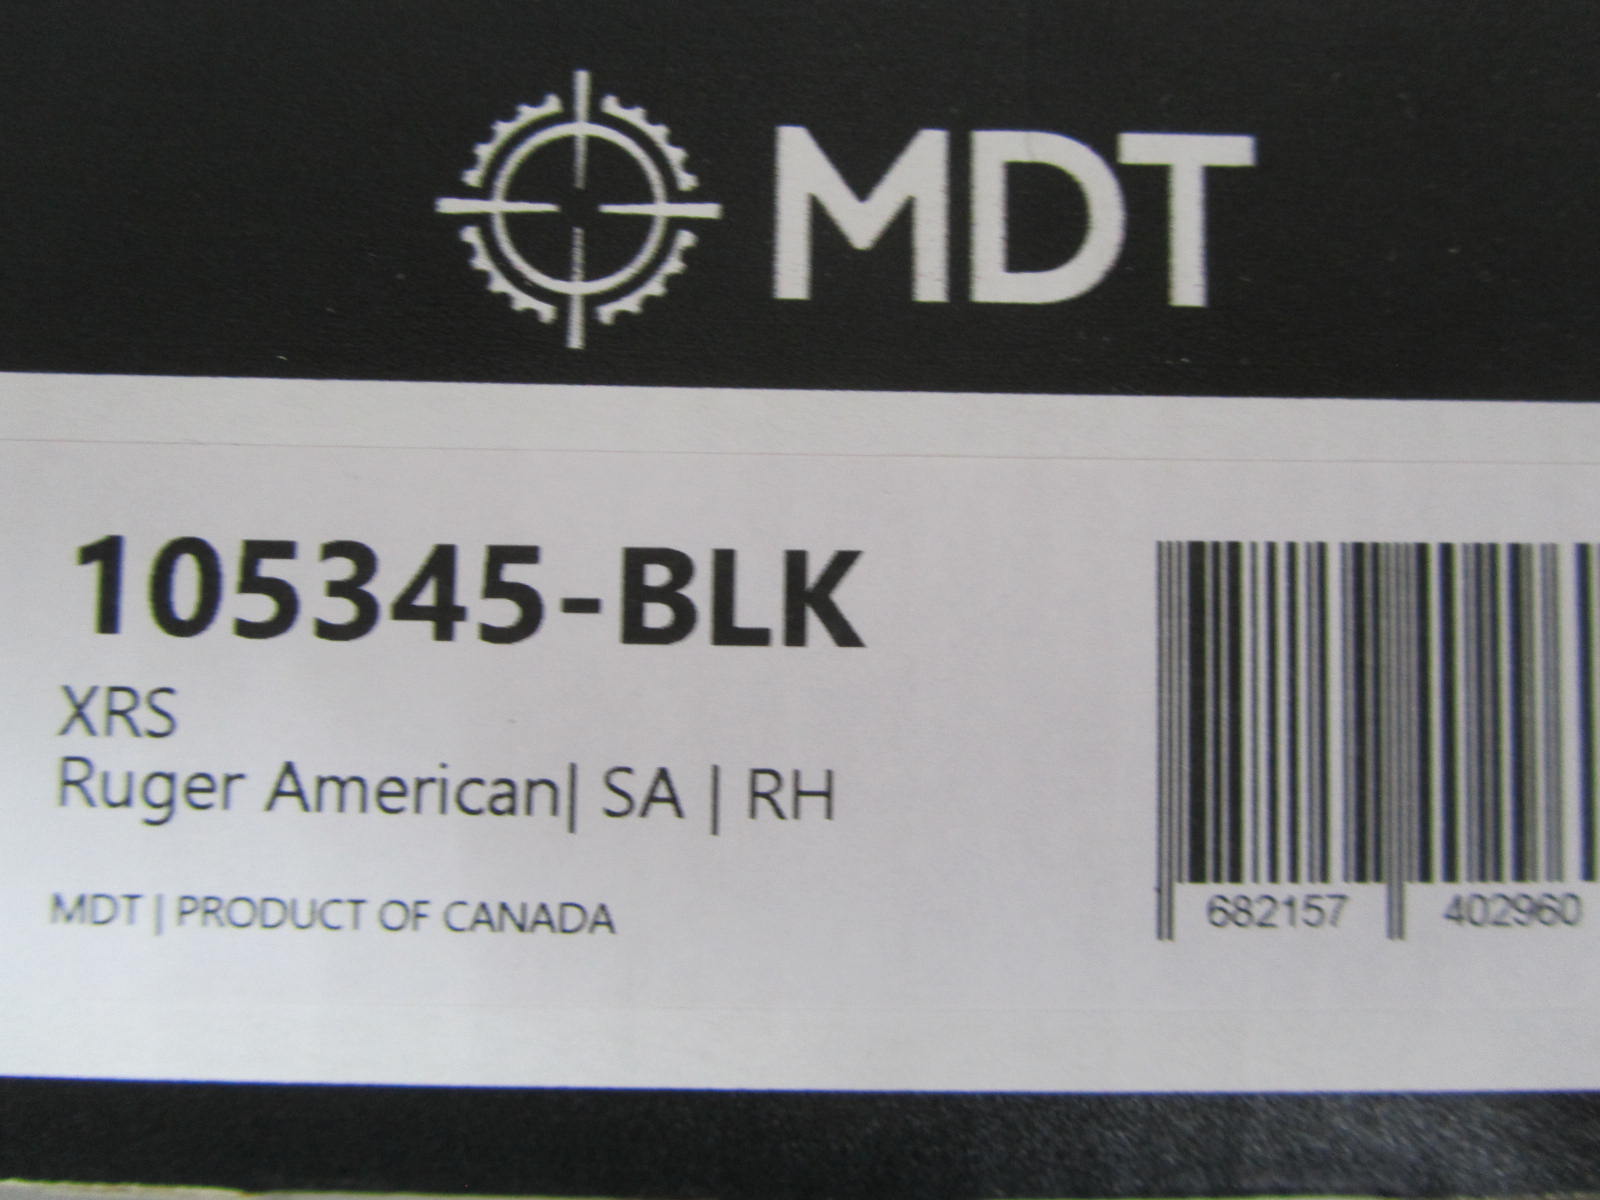 MDT
105345-BLK
XRS
Ruger American| SA | RH
MDT | PRODUCT OF CANADA
682157 402960